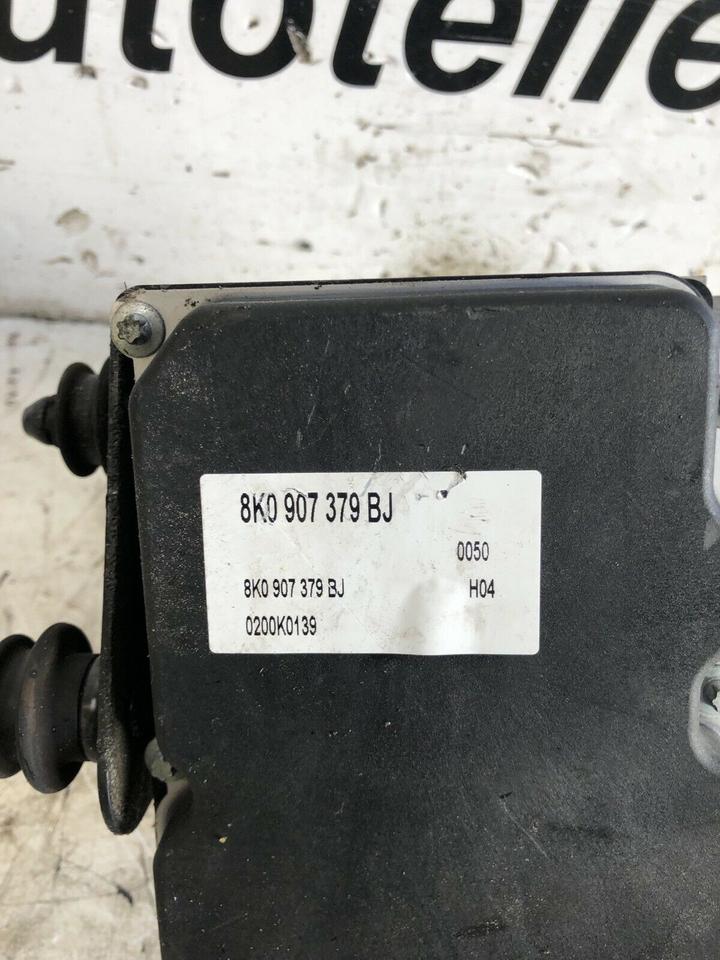 utoteile
8K0 907 379 BJ
0050
8K0 907 379 BJ H04
0200K0139